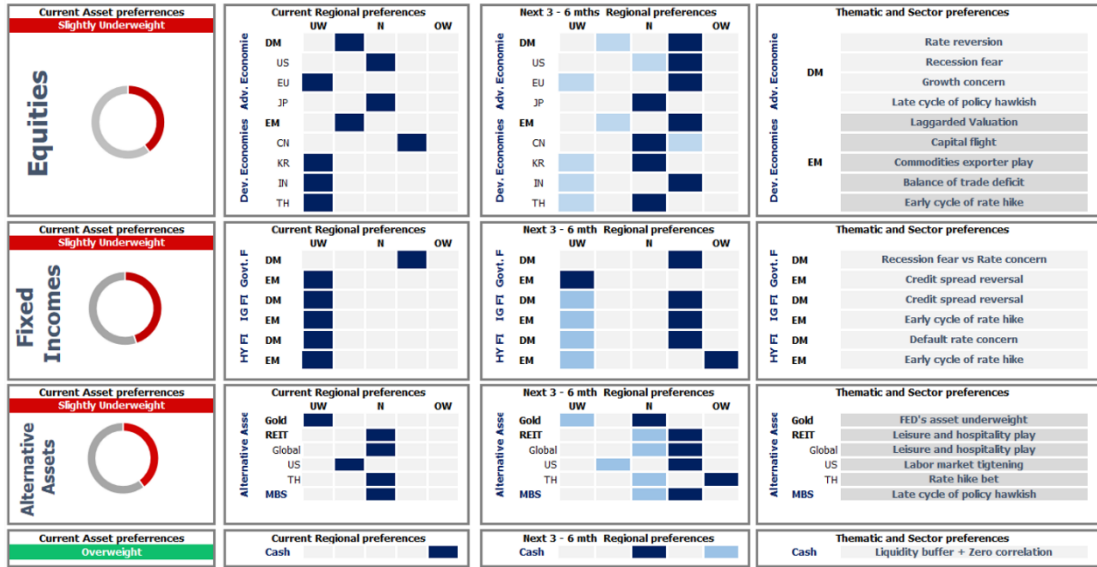 Current Asset preferrences
Slightly Underweight
Equities
Current Regional preferences
UW N OW
Adv. Economie
DM
US
EU
JP
Dev. Economies
EM
CN
KR
IN
TH
Next 3 - 6 mths Regional preferences
UW N OW
Adv. Economie
DM
US
EU
JP
Dev. Economies
EM
CN
KR
IN
TH
Thematic and Sector preferences
Adv. Economie
DM
Rate reversion
Recession fear
Growth concern
Late cycle of policy hawkish
Dev. Economies
EM
Laggarded Valuation
Capital flight
Commodities exporter play
Balance of trade deficit
Early cycle of rate hike
Current Asset preferrences
Slightly Underweight
Fixed
Incomes
Current Regional preferences
UW N OW
Govt. F
DM
EM
IG FI
DM
EM
HY FI
DM
EM
Next 3 - 6 mth Regional preferences
UW N OW
Govt. F
DM
EM
IG FI
DM
EM
HY FI
DM
EM
Thematic and Sector preferences
Govt. F
DM Recession fear vs Rate concern
EM Credit spread reversal
IG FI
DM Credit spread reversal
EM Early cycle of rate hike
HY FI
DM Default rate concern
EM Early cycle of rate hike
Current Asset preferrences
Slightly Underweight
Alternative
Assets
Current Regional preferences
UW N OW
Alternative Asse
Gold
REIT
Global
US
TH
MBS
Next 3 - 6 mth Regional preferences
UW N OW
Alternative Asse
Gold
REIT
Global
US
TH
MBS
Thematic and Sector preferences
Alternative Asse
Gold FED's asset underweight
REIT Leisure and hospitality play
Global Leisure and hospitality play
US Labor market tigtening
TH Rate hike bet
MBS Late cycle of policy hawkish
Current Asset preferrences
Overweight
Current Regional preferences
Cash
Next 3 - 6 mth Regional preferences
Cash
Thematic and Sector preferences
Cash Liquidity buffer + Zero correlation